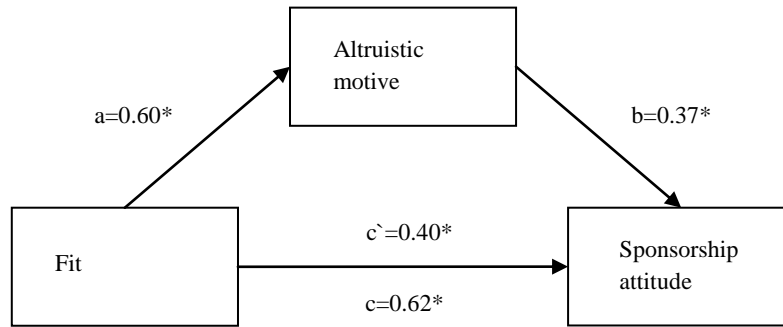 Altruistic
motive
a=0.60*
b=0.37*
Fit
c`=0.40*
c=0.62*
Sponsorship
attitude